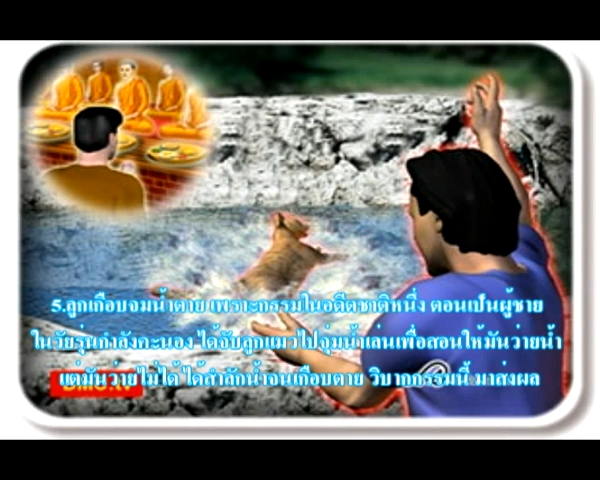 5.ลูกเกือบจมน้ำตาย เพราะกรรมในอดีตชาติหนึ่ง ตอนเป็นผู้ชาย
ในวัยรุ่นกำลังคะนอง ได้จับลูกแมวไปจุ่มน้ำเล่นเพื่อสอนให้มันว่ายน้ำ
แต่มันว่ายไม่ได้ ได้สำลักน้ำจนเกือบตาย วิบากกรรมนี้มาส่งผล